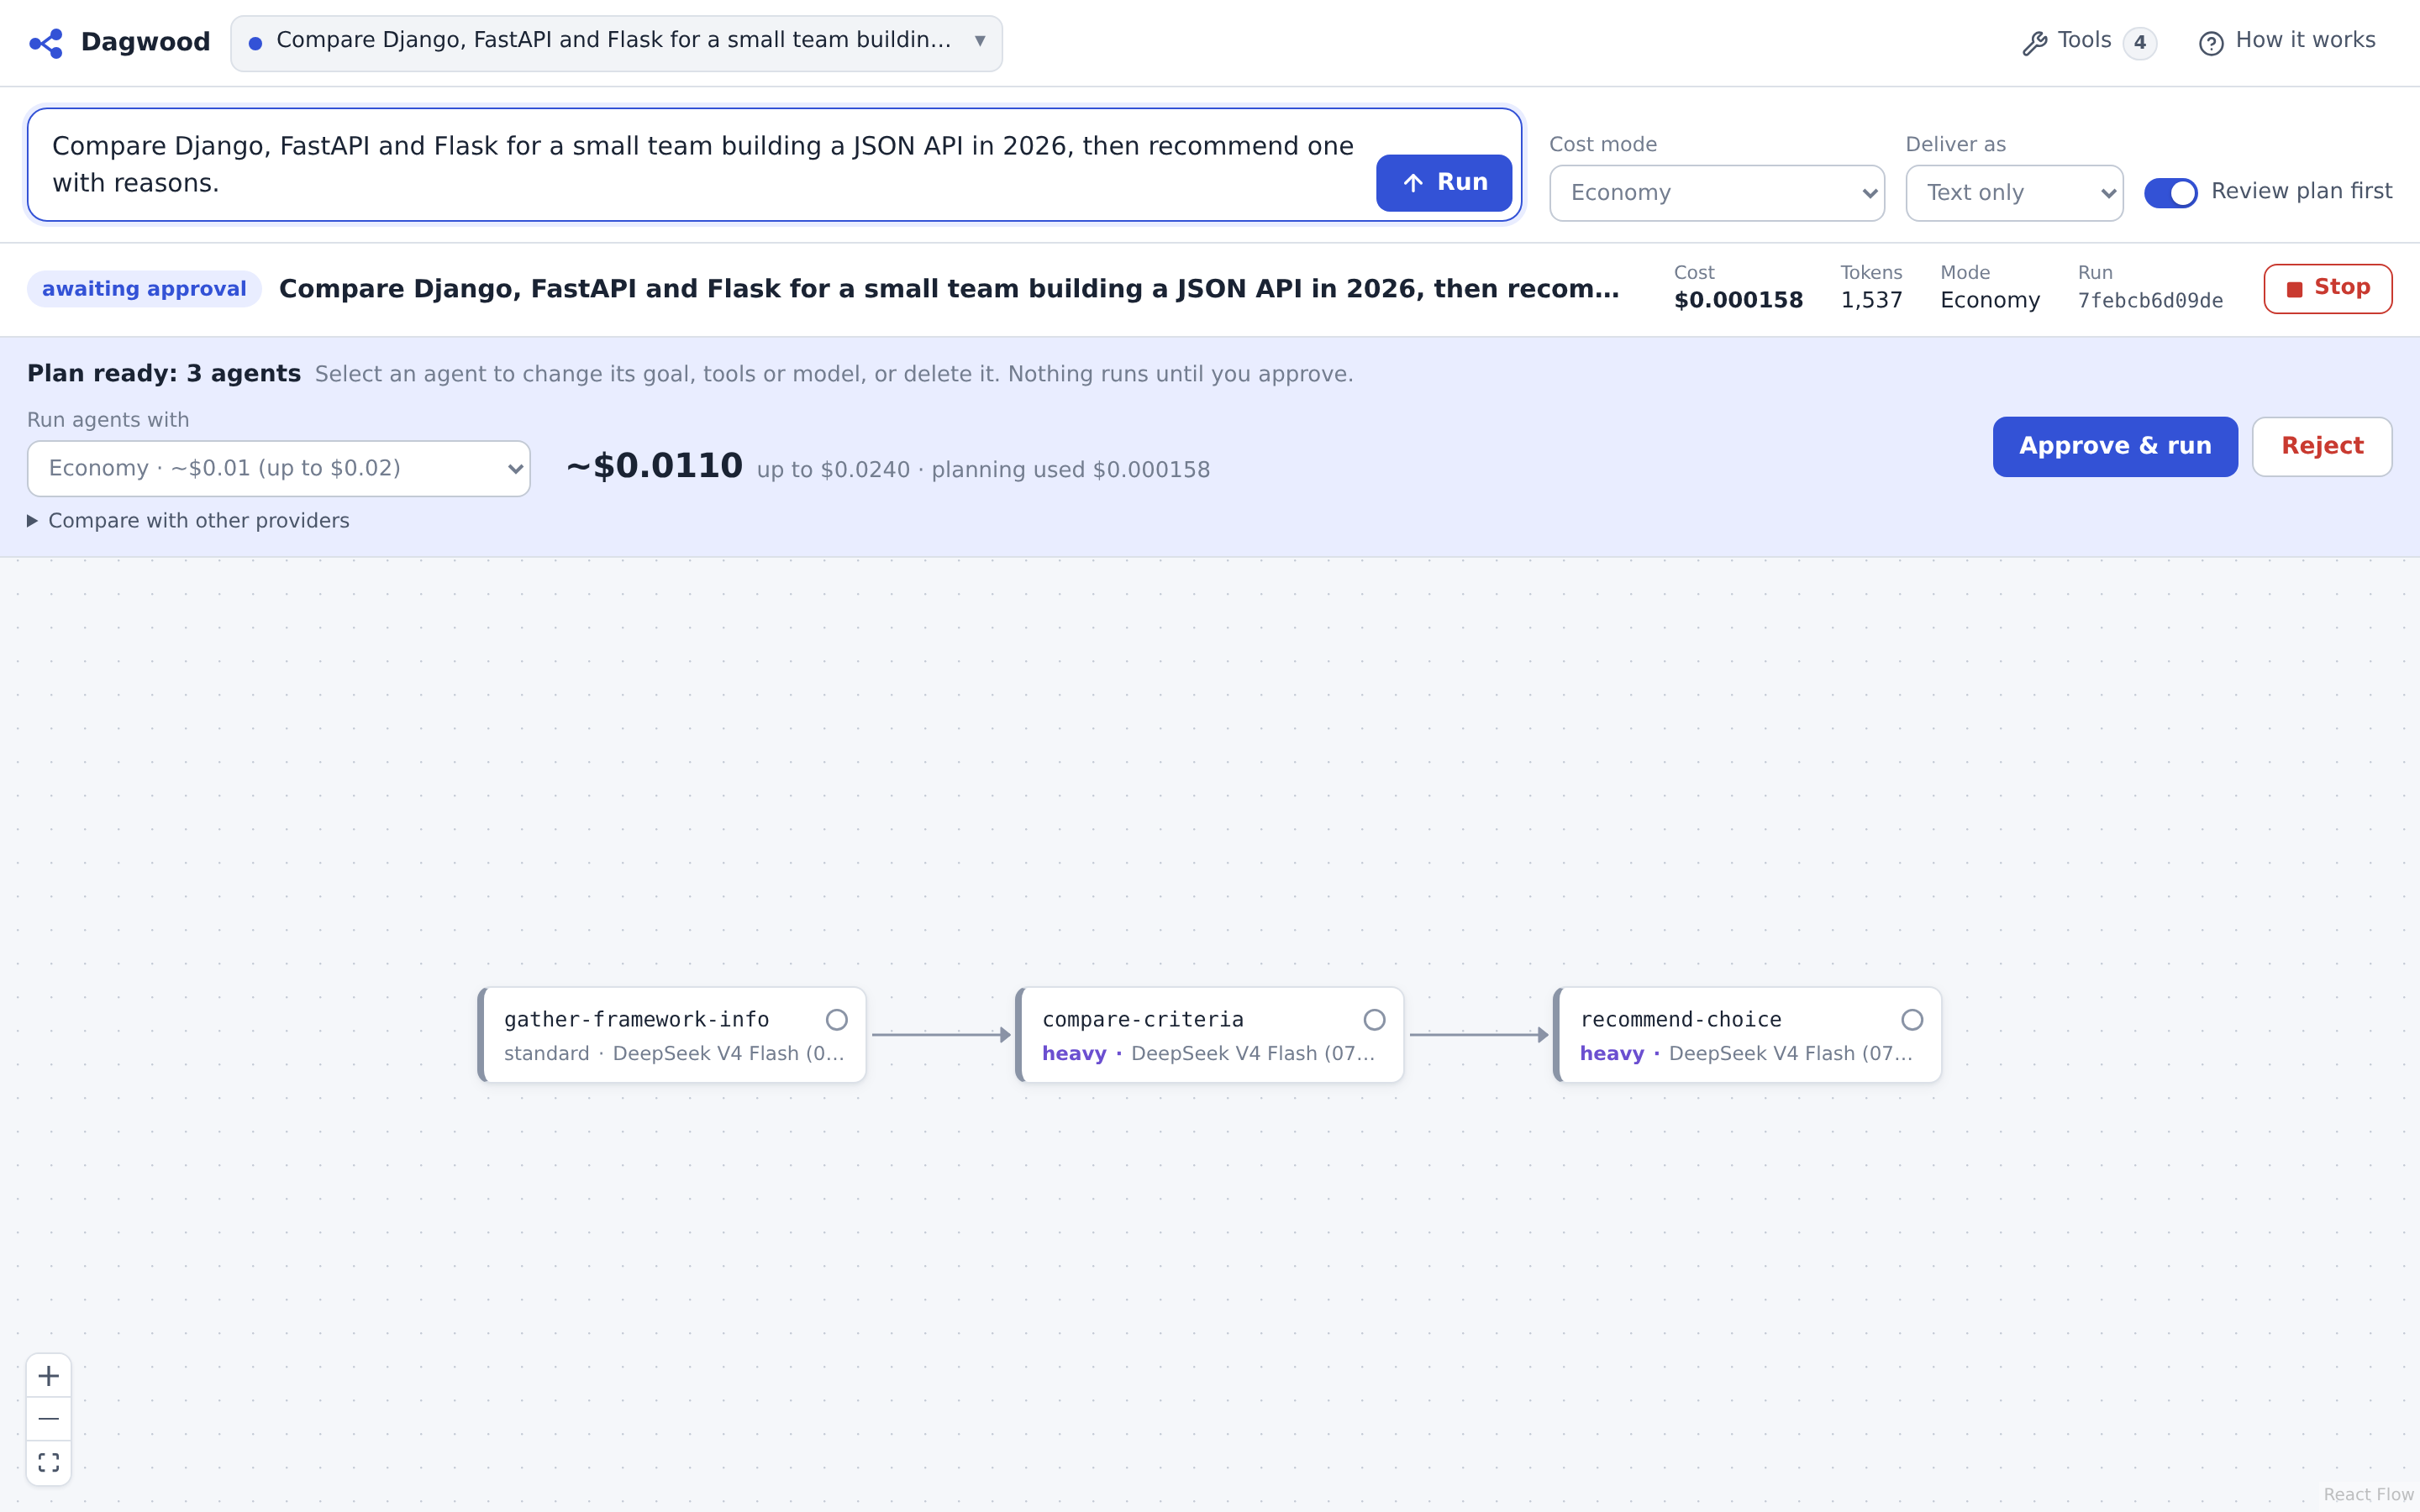 Dagwood
Compare Django, FastAPI and Flask for a small team buildin...
Tools 4
How it works
Compare Django, FastAPI and Flask for a small team building a JSON API in 2026, then recommend one
with reasons.
Run
Cost mode
Economy
Deliver as
Text only
Review plan first
awaiting approval
Compare Django, FastAPI and Flask for a small team building a JSON API in 2026, then recom...
Cost
$0.000158
Tokens
1,537
Mode
Economy
Run
7febcb6d09de
Stop
Plan ready: 3 agents Select an agent to change its goal, tools or model, or delete it. Nothing runs until you approve.
Run agents with
Economy · ~$0.01 (up to $0.02)
~$0.0110 up to $0.0240 · planning used $0.000158
Approve & run
Reject
Compare with other providers
gather-framework-info
standard · DeepSeek V4 Flash (0...
compare-criteria
heavy · DeepSeek V4 Flash (07...
recommend-choice
heavy · DeepSeek V4 Flash (07...
React Flow